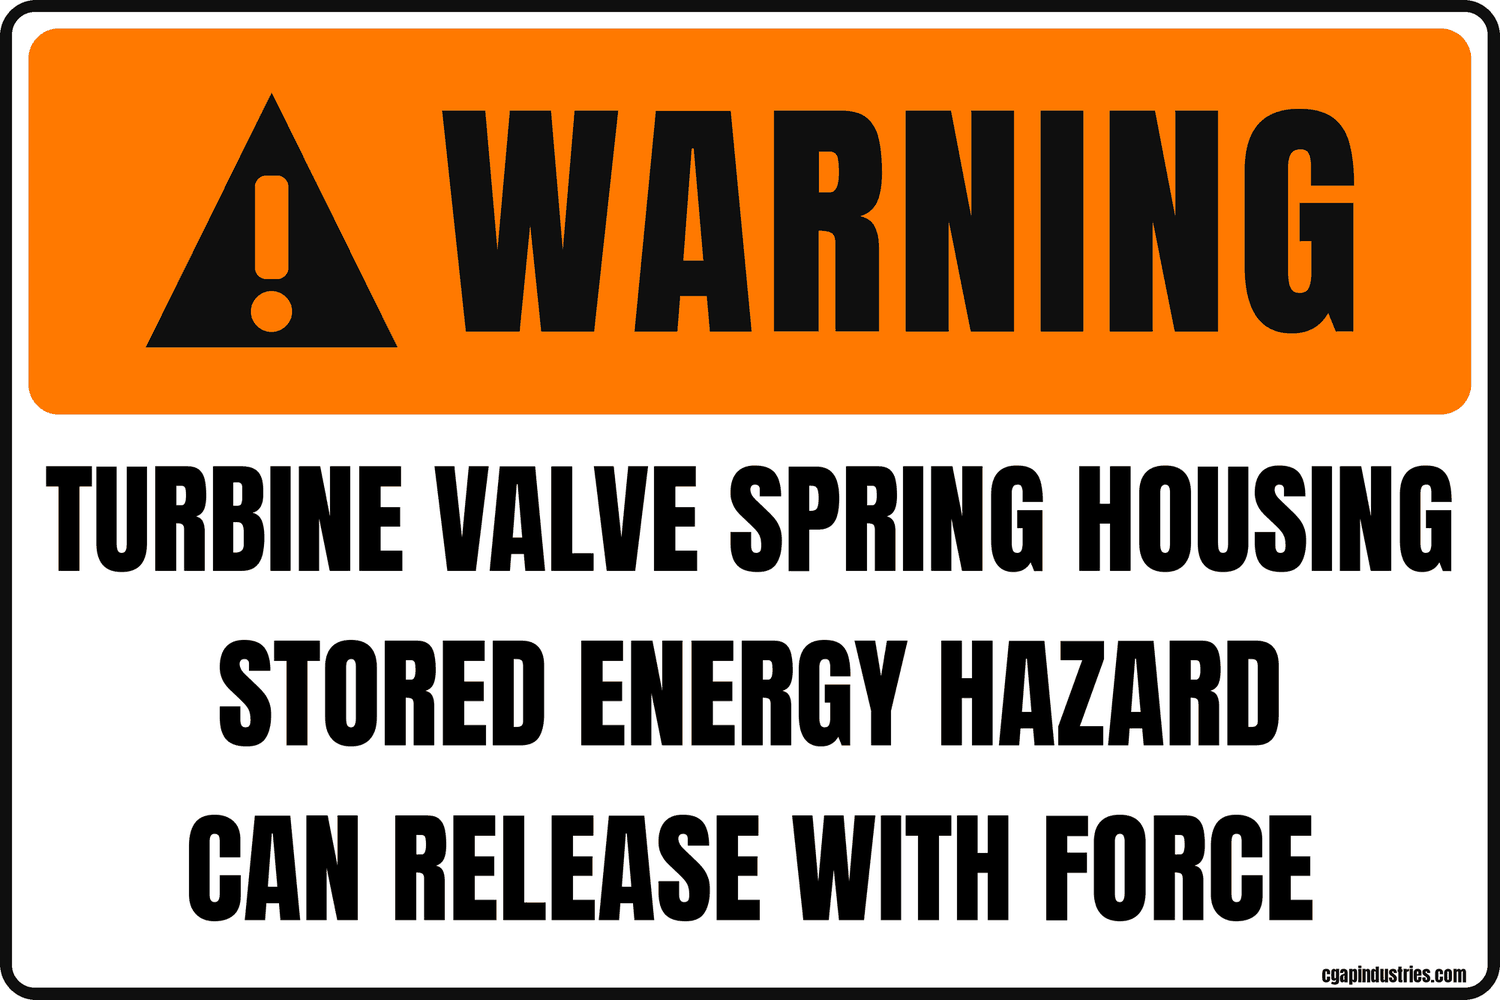 WARNING
TURBINE VALVE SPRING HOUSING
STORED ENERGY HAZARD
CAN RELEASE WITH FORCE
cgapindustries.com